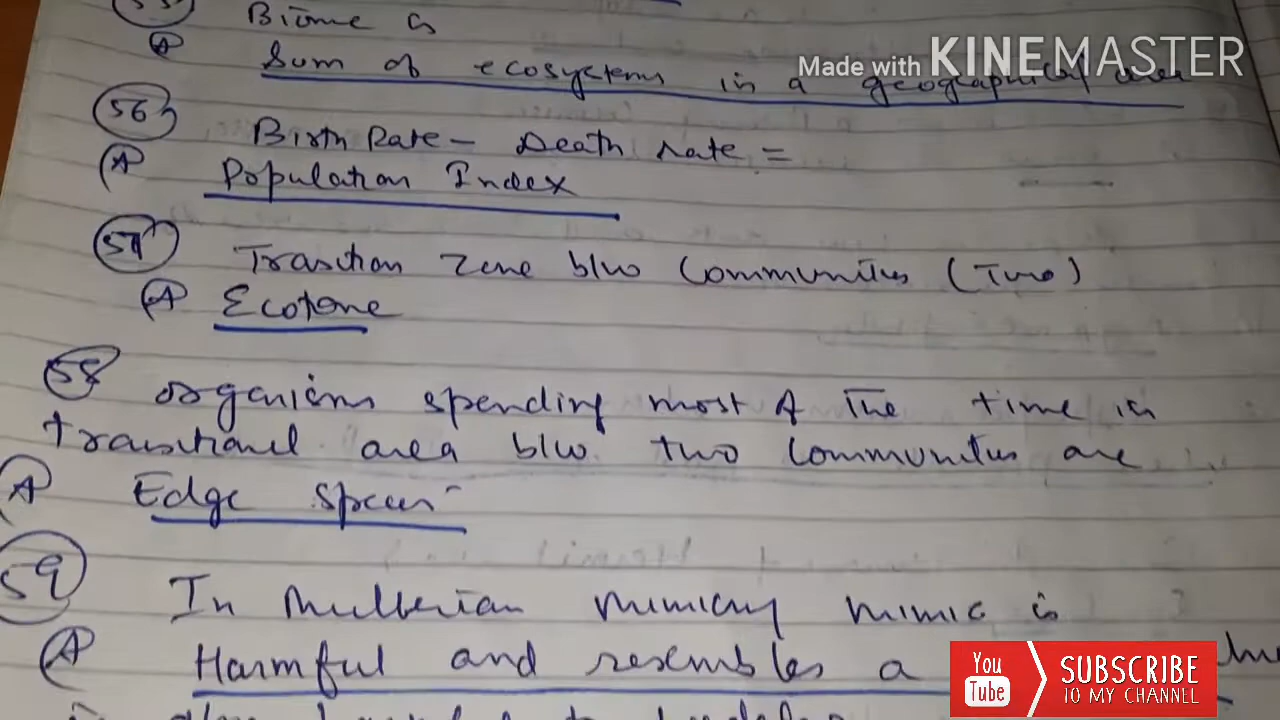 Biome is
Made with KINEMASTER
A Sum of ecosystems in a geographical area
56
Birth Rate - Death rate =
A Population Index
57 Transition Zone b/w Communities (Two)
A Ecotone
58 organisms spending most of The time in
transitional area b/w two Communities are
A Edge Species
59 In Mullerian mimicry mimic is
A Harmful and resembles a
You Tube SUBSCRIBE TO MY CHANNEL